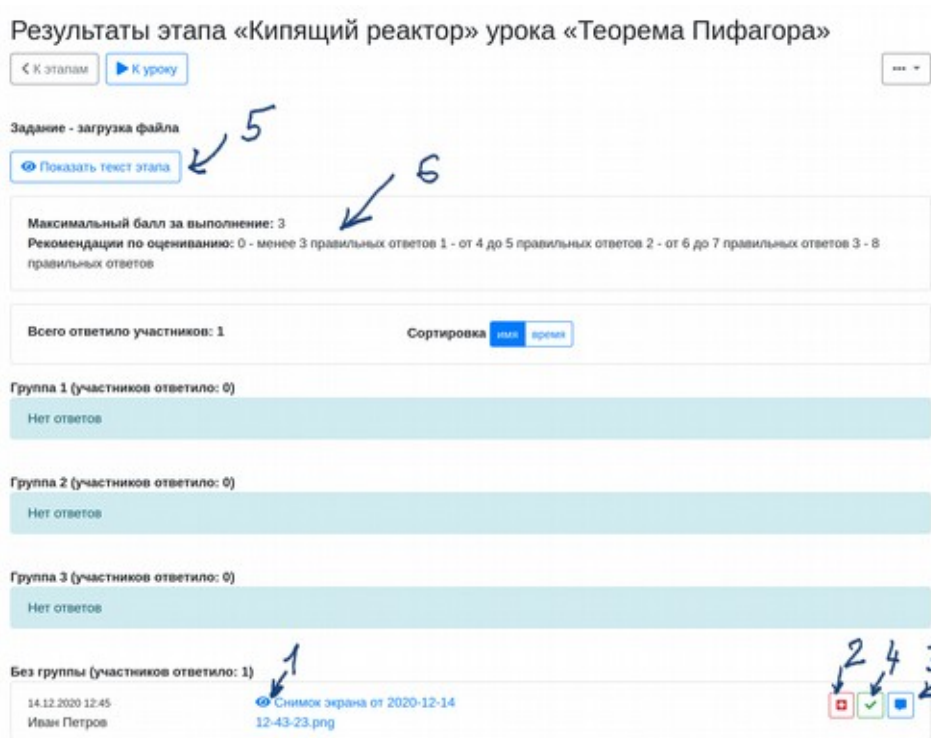 Результаты этапа «Кипящий реактор» урока «Теорема Пифагора»
К этапам К уроку
5
Задание - загрузка файла
Показать текст этапа
6
Максимальный балл за выполнение: 3
Рекомендации по оцениванию: 0 - менее 3 правильных ответов 1 - от 4 до 5 правильных ответов 2 - от 6 до 7 правильных ответов 3 - 8
правильных ответов
Всего ответило участников: 1 Сортировка имя время
Группа 1 (участников ответило: 0)
Нет ответов
Группа 2 (участников ответило: 0)
Нет ответов
Группа 3 (участников ответило: 0)
Нет ответов
Без группы (участников ответило: 1) 1 2 4 3
14.12.2020 12:45 Снимок экрана от 2020-12-14
Иван Петров 12-43-23.png